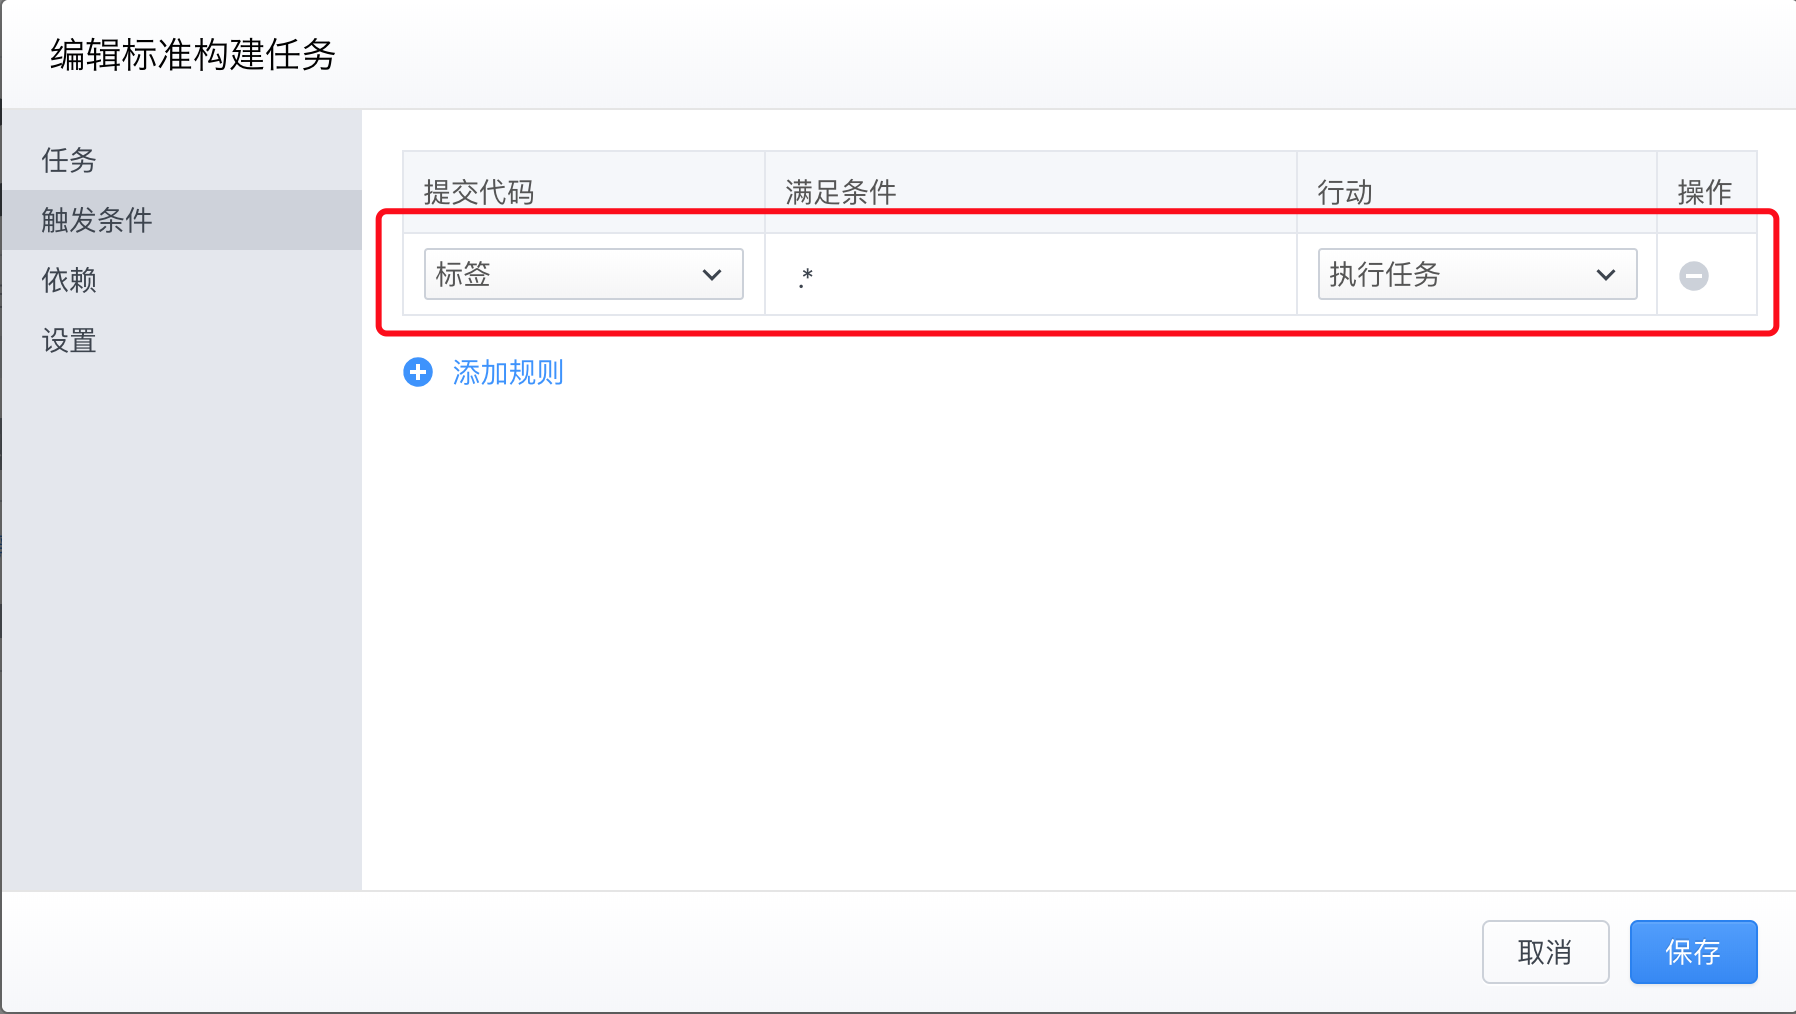 编辑标准构建任务
任务
触发条件
依赖
设置
提交代码 满足条件 行动 操作
标签 .* 执行任务
添加规则
取消 保存